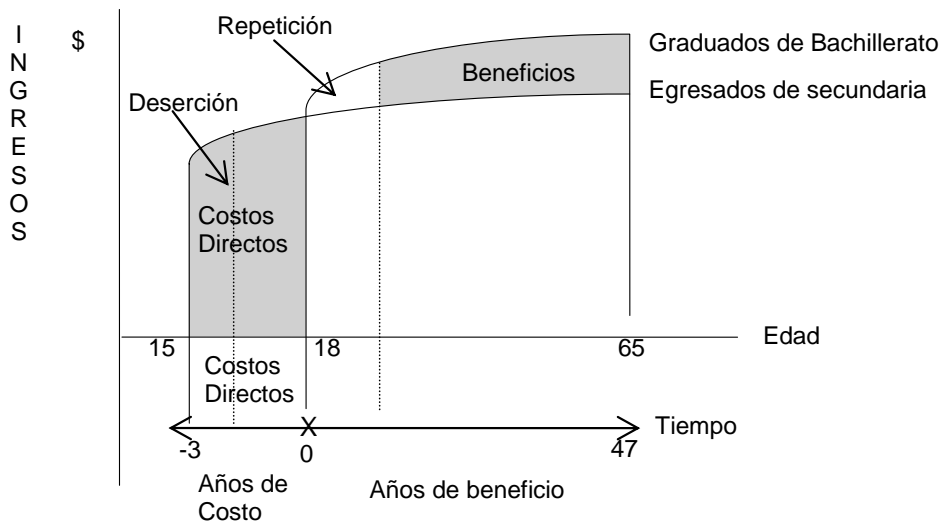 I
N
G
R
E
S
O
S
$
Repetición
Graduados de Bachillerato
Beneficios
Egresados de secundaria
Deserción
Costos
Directos
Edad
15
18
65
Costos
Directos
X
Tiempo
-3
0
47
Años de
Costo
Años de beneficio